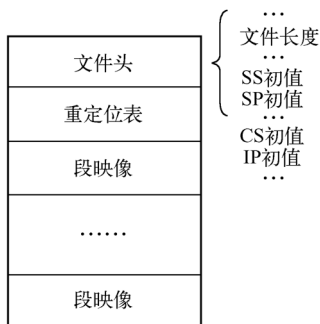 文件头
重定位表
段映像
……
段映像
…
文件长度
…
SS初值
SP初值
…
CS初值
IP初值
…